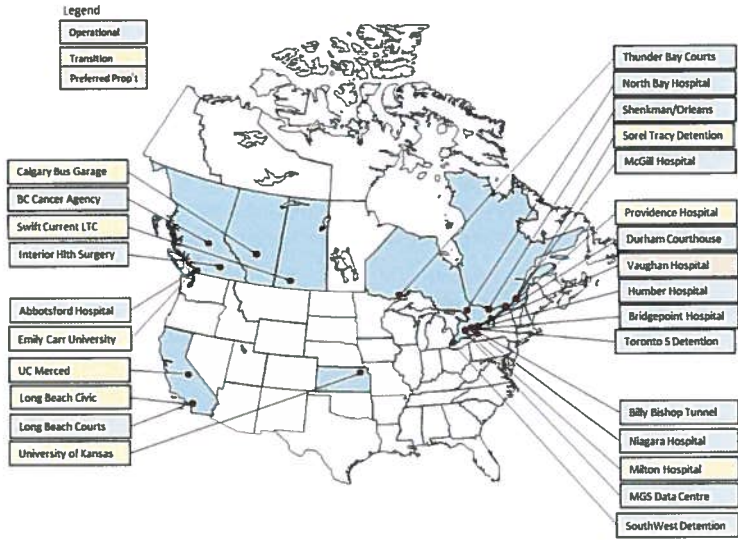 Legend
Operational
Transition
Preferred Prop't
Calgary Bus Garage
BC Cancer Agency
Swift Current LTC
Interior Hlth Surgery
Abbotsford Hospital
Emily Carr University
UC Merced
Long Beach Civic
Long Beach Courts
University of Kansas
Thunder Bay Courts
North Bay Hospital
Shenkman/Orleans
Sorel Tracy Detention
McGill Hospital
Providence Hospital
Durham Courthouse
Vaughan Hospital
Humber Hospital
Bridgepoint Hospital
Toronto S Detention
Billy Bishop Tunnel
Niagara Hospital
Milton Hospital
MGS Data Centre
SouthWest Detention